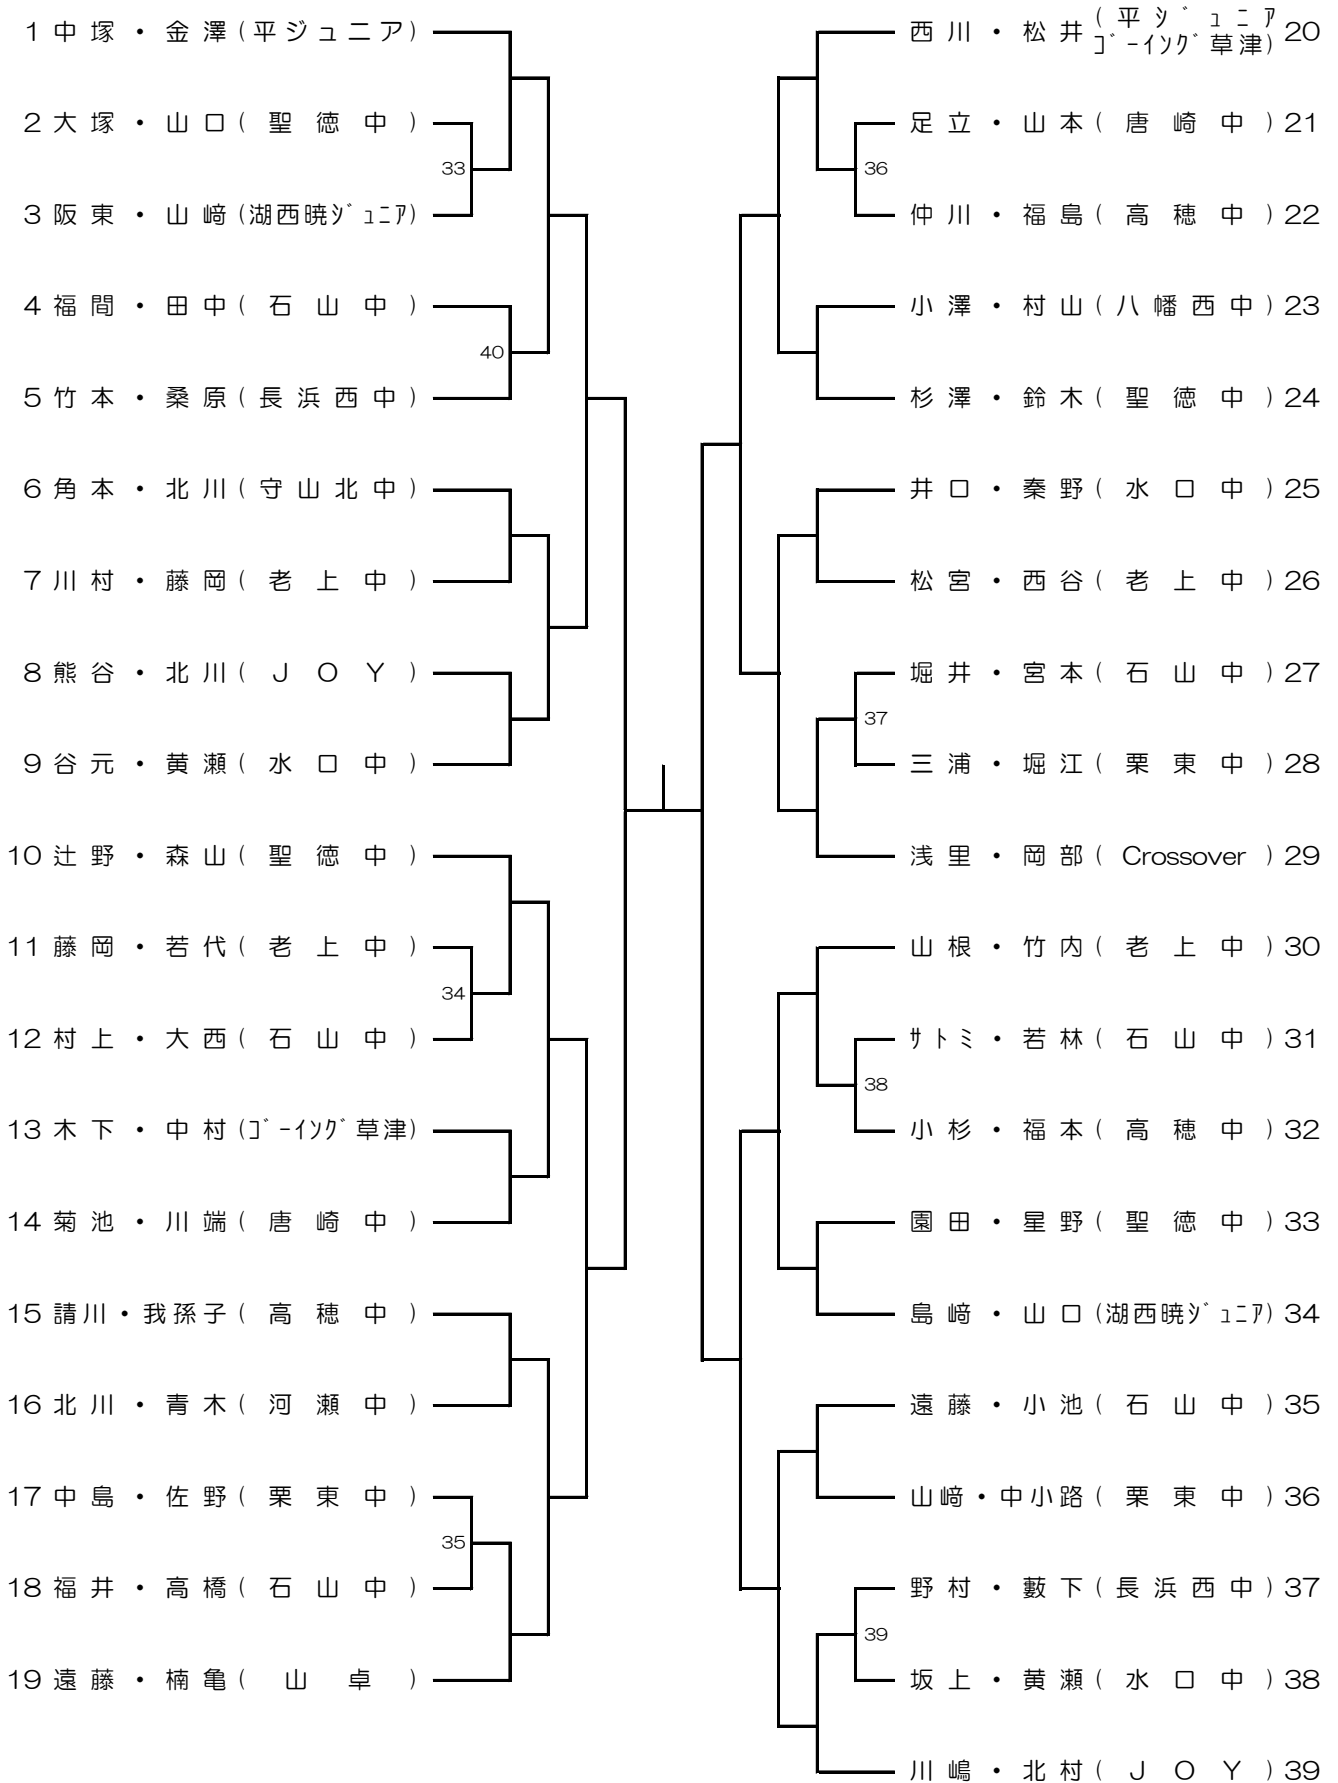 1 中塚・金澤(平ジュニア)
2 大塚・山口(聖徳中)
33
3 阪東・山﨑(湖西暁ｼﾞｭﾆｱ)
4 福間・田中(石山中)
40
5 竹本・桑原(長浜西中)
6 角本・北川(守山北中)
7 川村・藤岡(老上中)
8 熊谷・北川(JOY)
9 谷元・黄瀬(水口中)
10 辻野・森山(聖徳中)
11 藤岡・若代(老上中)
34
12 村上・大西(石山中)
13 木下・中村(ｺﾞｰｲﾝｸﾞ草津)
14 菊池・川端(唐崎中)
15 請川・我孫子(高穂中)
16 北川・青木(河瀬中)
17 中島・佐野(栗東中)
35
18 福井・高橋(石山中)
19 遠藤・楠亀(山卓)
西川・松井(平ｼﾞｭﾆｱ
ｺﾞｰｲﾝｸﾞ草津) 20
足立・山本(唐崎中) 21
36
仲川・福島(高穂中) 22
小澤・村山(八幡西中) 23
杉澤・鈴木(聖徳中) 24
井口・秦野(水口中) 25
松宮・西谷(老上中) 26
堀井・宮本(石山中) 27
37
三浦・堀江(栗東中) 28
浅里・岡部(Crossover) 29
山根・竹内(老上中) 30
ｻﾄﾐ・若林(石山中) 31
38
小杉・福本(高穂中) 32
園田・星野(聖徳中) 33
島﨑・山口(湖西暁ｼﾞｭﾆｱ) 34
遠藤・小池(石山中) 35
山﨑・中小路(栗東中) 36
野村・藪下(長浜西中) 37
39
坂上・黄瀬(水口中) 38
川嶋・北村(JOY) 39